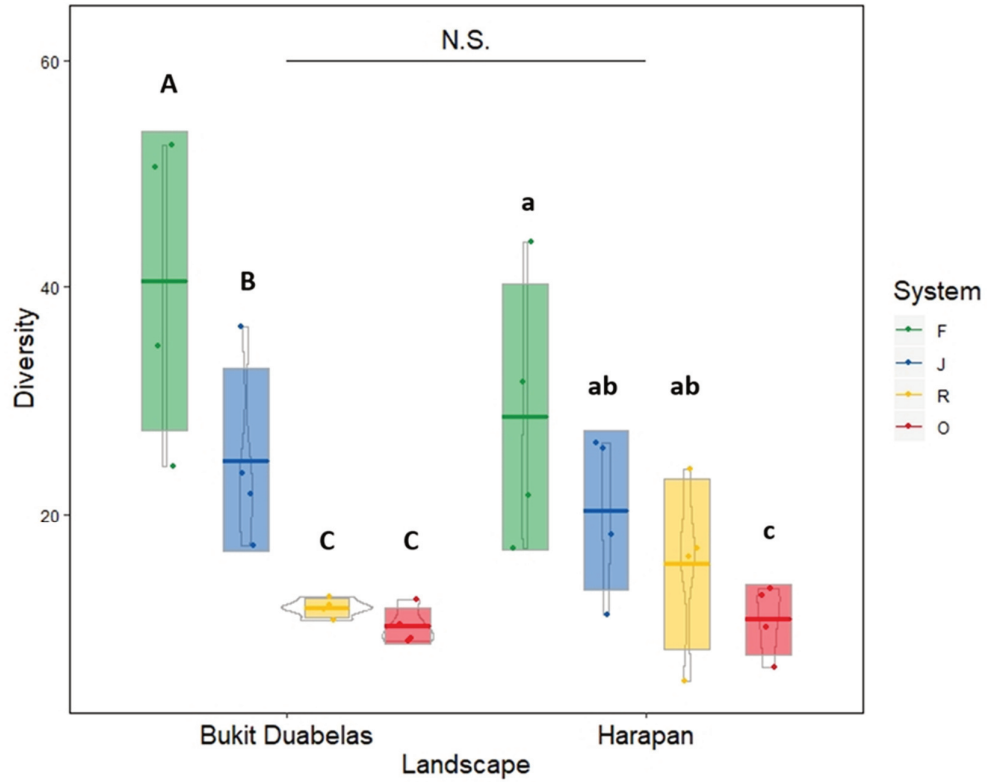 N.S.
60
A
a
40
B
ab
ab
20
C
C
c
Diversity
Bukit Duabelas
Harapan
Landscape
System
F
J
R
O